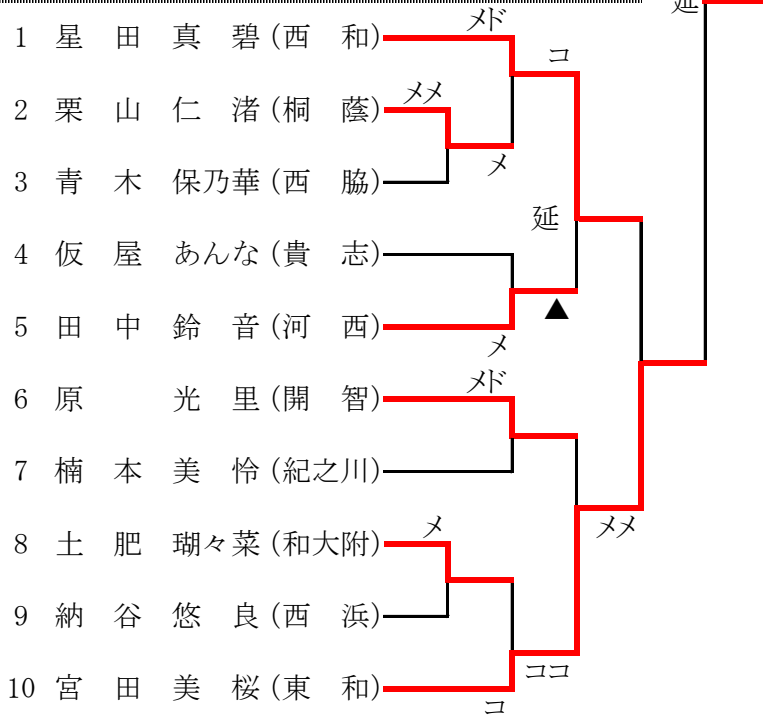 延
メド
1 星 田 真 碧 (西 和)
コ
メメ
2 栗 山 仁 渚 (桐 蔭)
メ
3 青 木 保乃華 (西 脇)
延
4 仮 屋 あんな (貴 志)
▲
5 田 中 鈴 音 (河 西)
メ
メド
6 原 光 里 (開 智)
7 楠 本 美 怜 (紀之川)
メメ
メ
8 土 肥 瑚々菜 (和大附)
9 納 谷 悠 良 (西 浜)
ココ
10 宮 田 美 桜 (東 和)
コ